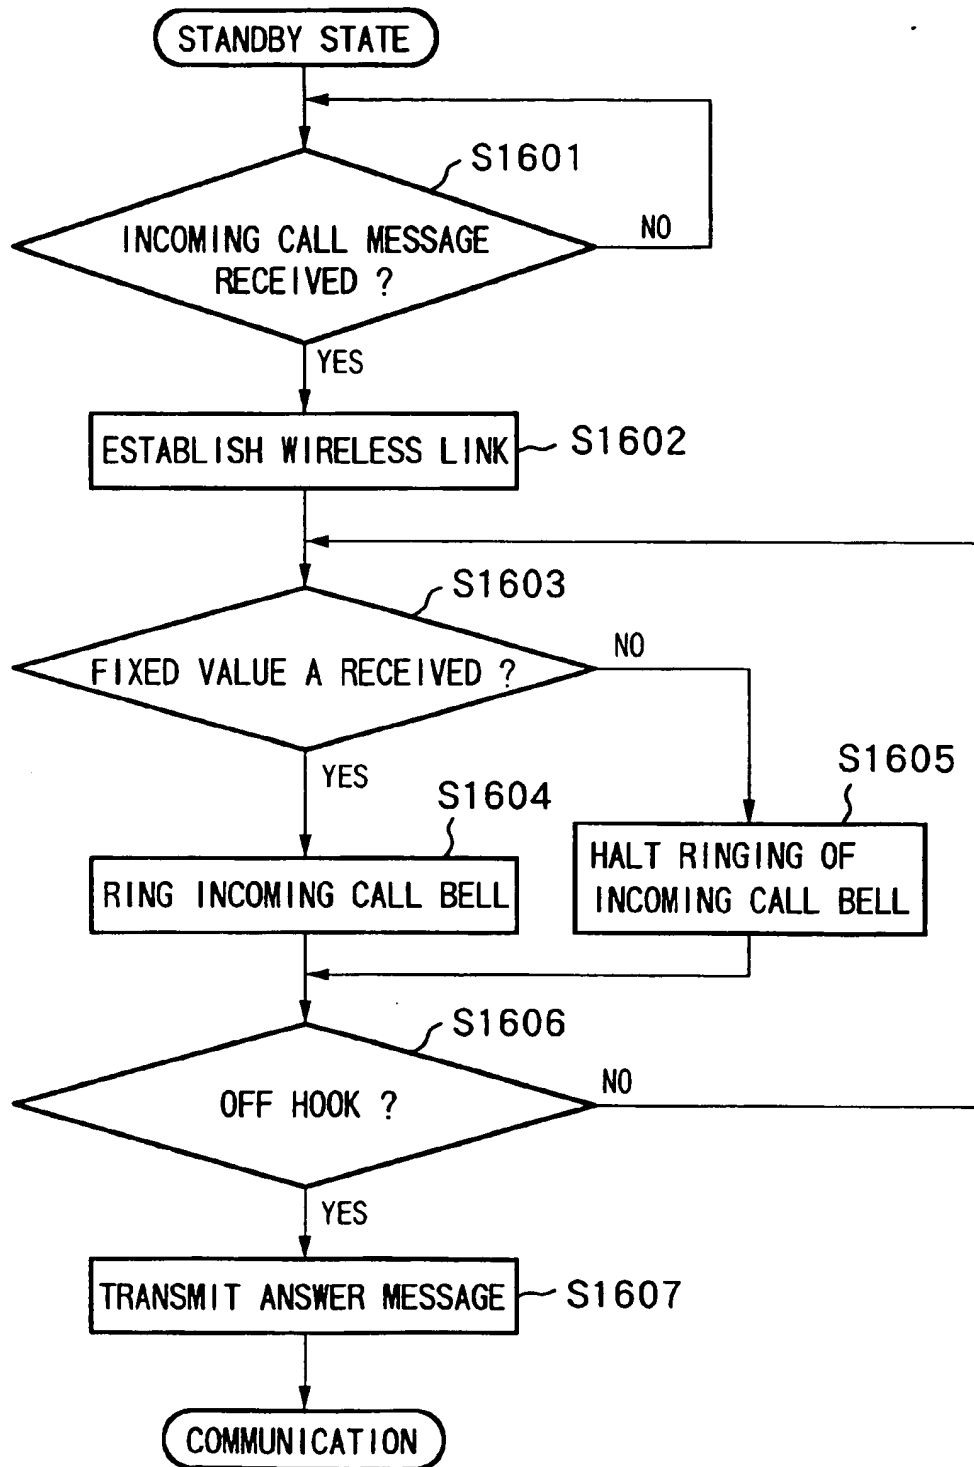 STANDBY STATE
S1601
INCOMING CALL MESSAGE
RECEIVED ?
NO
YES
ESTABLISH WIRELESS LINK
S1602
S1603
FIXED VALUE A RECEIVED ?
NO
YES
S1604
S1605
RING INCOMING CALL BELL
HALT RINGING OF
INCOMING CALL BELL
S1606
OFF HOOK ?
NO
YES
TRANSMIT ANSWER MESSAGE
S1607
COMMUNICATION